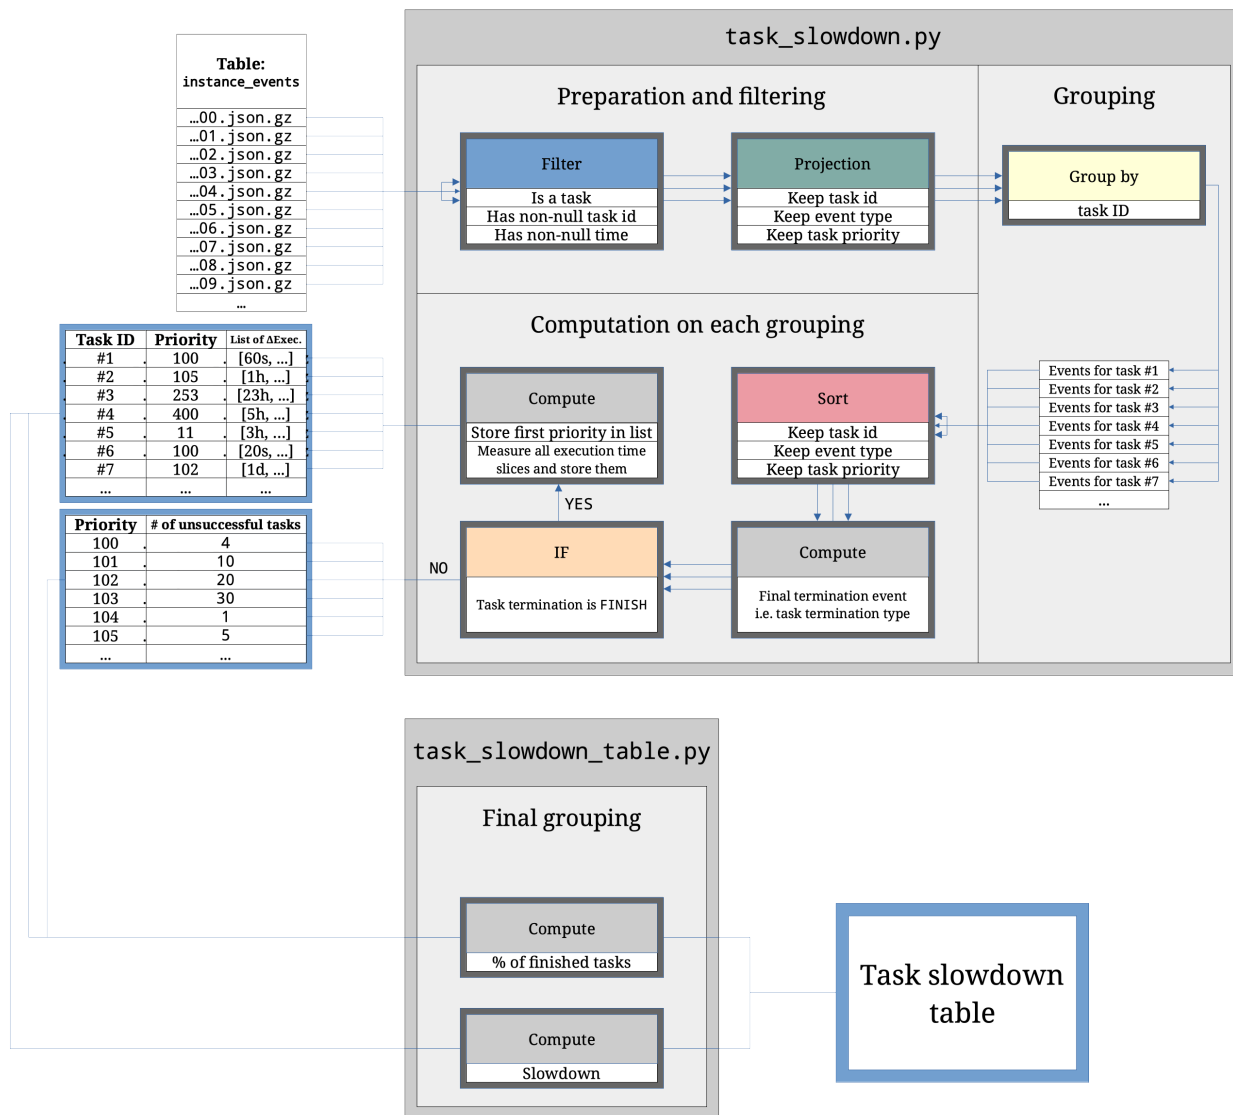 task_slowdown.py
Table:
instance_events
…00.json.gz
…01.json.gz
…02.json.gz
…03.json.gz
…04.json.gz
…05.json.gz
…06.json.gz
…07.json.gz
…08.json.gz
…09.json.gz
…
Preparation and filtering
Filter
Is a task
Has non-null task id
Has non-null time
Projection
Keep task id
Keep event type
Keep task priority
Grouping
Group by
task ID
Events for task #1
Events for task #2
Events for task #3
Events for task #4
Events for task #5
Events for task #6
Events for task #7
…
Computation on each grouping
Sort
Keep task id
Keep event type
Keep task priority
Compute
Final termination event
i.e. task termination type
IF
Task termination is FINISH
YES
NO
Compute
Store first priority in list
Measure all execution time
slices and store them
Task ID Priority List of ΔExec.
#1 100 [60s, ...]
#2 105 [1h, ...]
#3 253 [23h, ...]
#4 400 [5h, ...]
#5 11 [3h, ...]
#6 100 [20s, ...]
#7 102 [1d, ...]
… … …
Priority # of unsuccessful tasks
100 4
101 10
102 20
103 30
104 1
105 5
… …
task_slowdown_table.py
Final grouping
Compute
% of finished tasks
Compute
Slowdown
Task slowdown
table